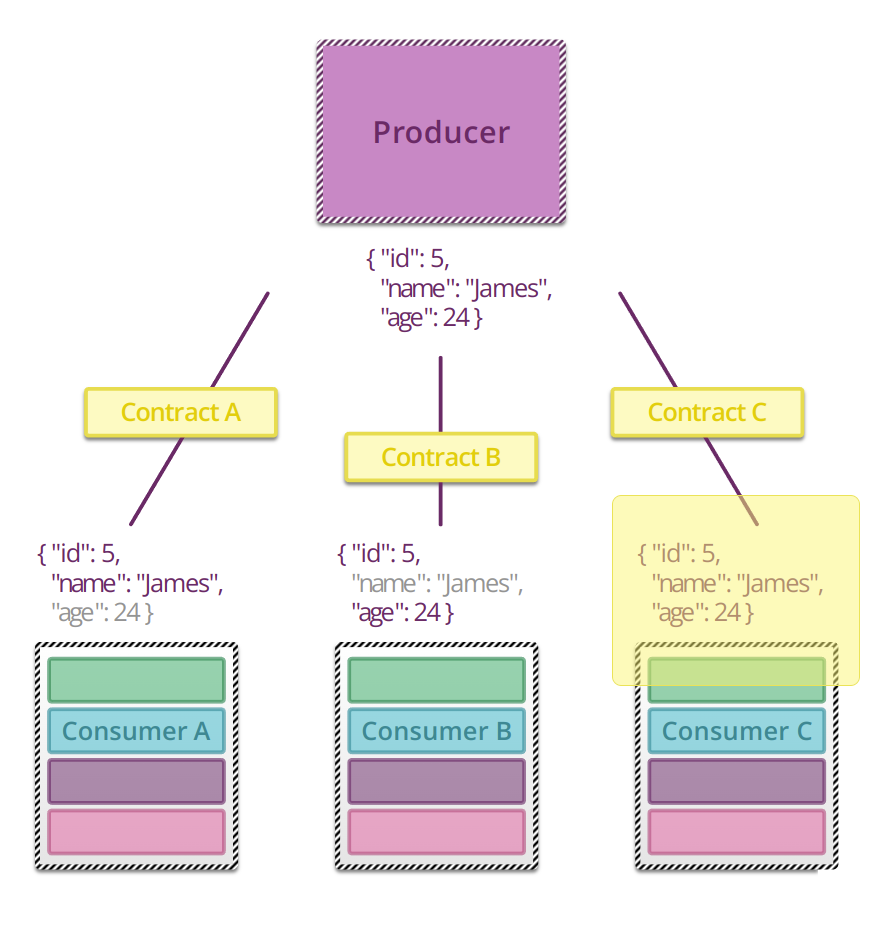 Producer
{ "id": 5,
"name": "James",
"age": 24 }
Contract A
Contract C
Contract B
{ "id": 5,
"name": "James",
"age": 24 }
{ "id": 5,
"name": "James",
"age": 24 }
{ "id": 5,
"name": "James",
"age": 24 }
Consumer A
Consumer B
Consumer C